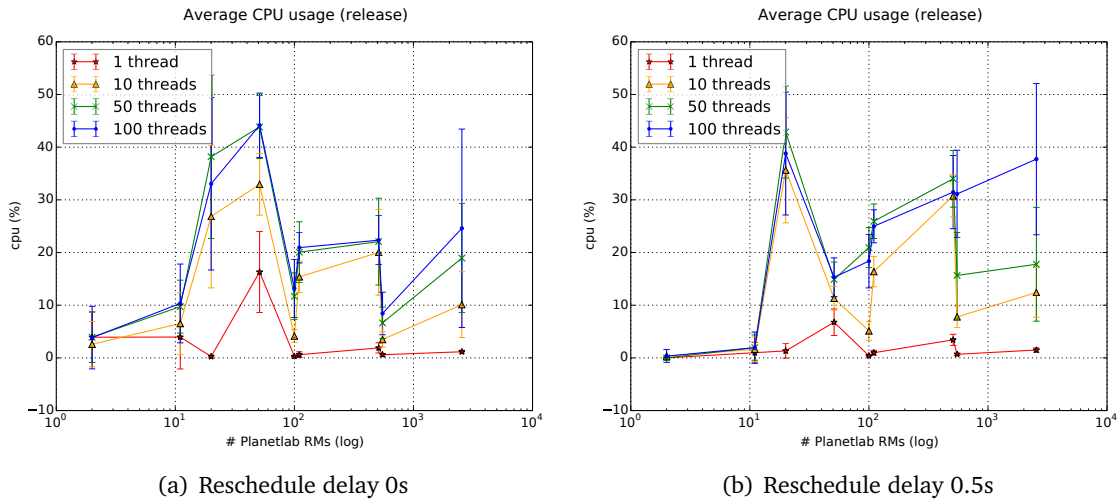 Average CPU usage (release)
60
50
40
30
20
10
0
−10
cpu (%)
1 thread
10 threads
50 threads
100 threads
10^0
10^1
10^2
10^3
10^4
# Planetlab RMs (log)
(a) Reschedule delay 0s
Average CPU usage (release)
60
50
40
30
20
10
0
−10
cpu (%)
1 thread
10 threads
50 threads
100 threads
10^0
10^1
10^2
10^3
10^4
# Planetlab RMs (log)
(b) Reschedule delay 0.5s